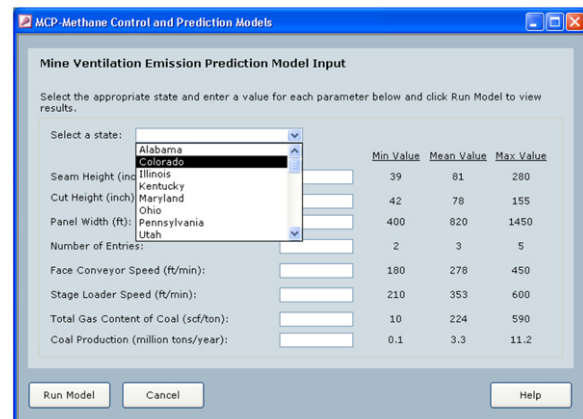 MCP-Methane Control and Prediction Models
Mine Ventilation Emission Prediction Model Input
Select the appropriate state and enter a value for each parameter below and click Run Model to view
results.
Select a state:
Alabama
Colorado
Illinois
Kentucky
Maryland
Ohio
Pennsylvania
Utah
Min Value Mean Value Max Value
Seam Height (inc 39 81 280
Cut Height (inch) 42 78 155
Panel Width (ft): 400 820 1450
Number of Entries: 2 3 5
Face Conveyor Speed (ft/min): 180 278 450
Stage Loader Speed (ft/min): 210 353 600
Total Gas Content of Coal (scf/ton): 10 224 590
Coal Production (million tons/year): 0.1 3.3 11.2
Run Model Cancel Help